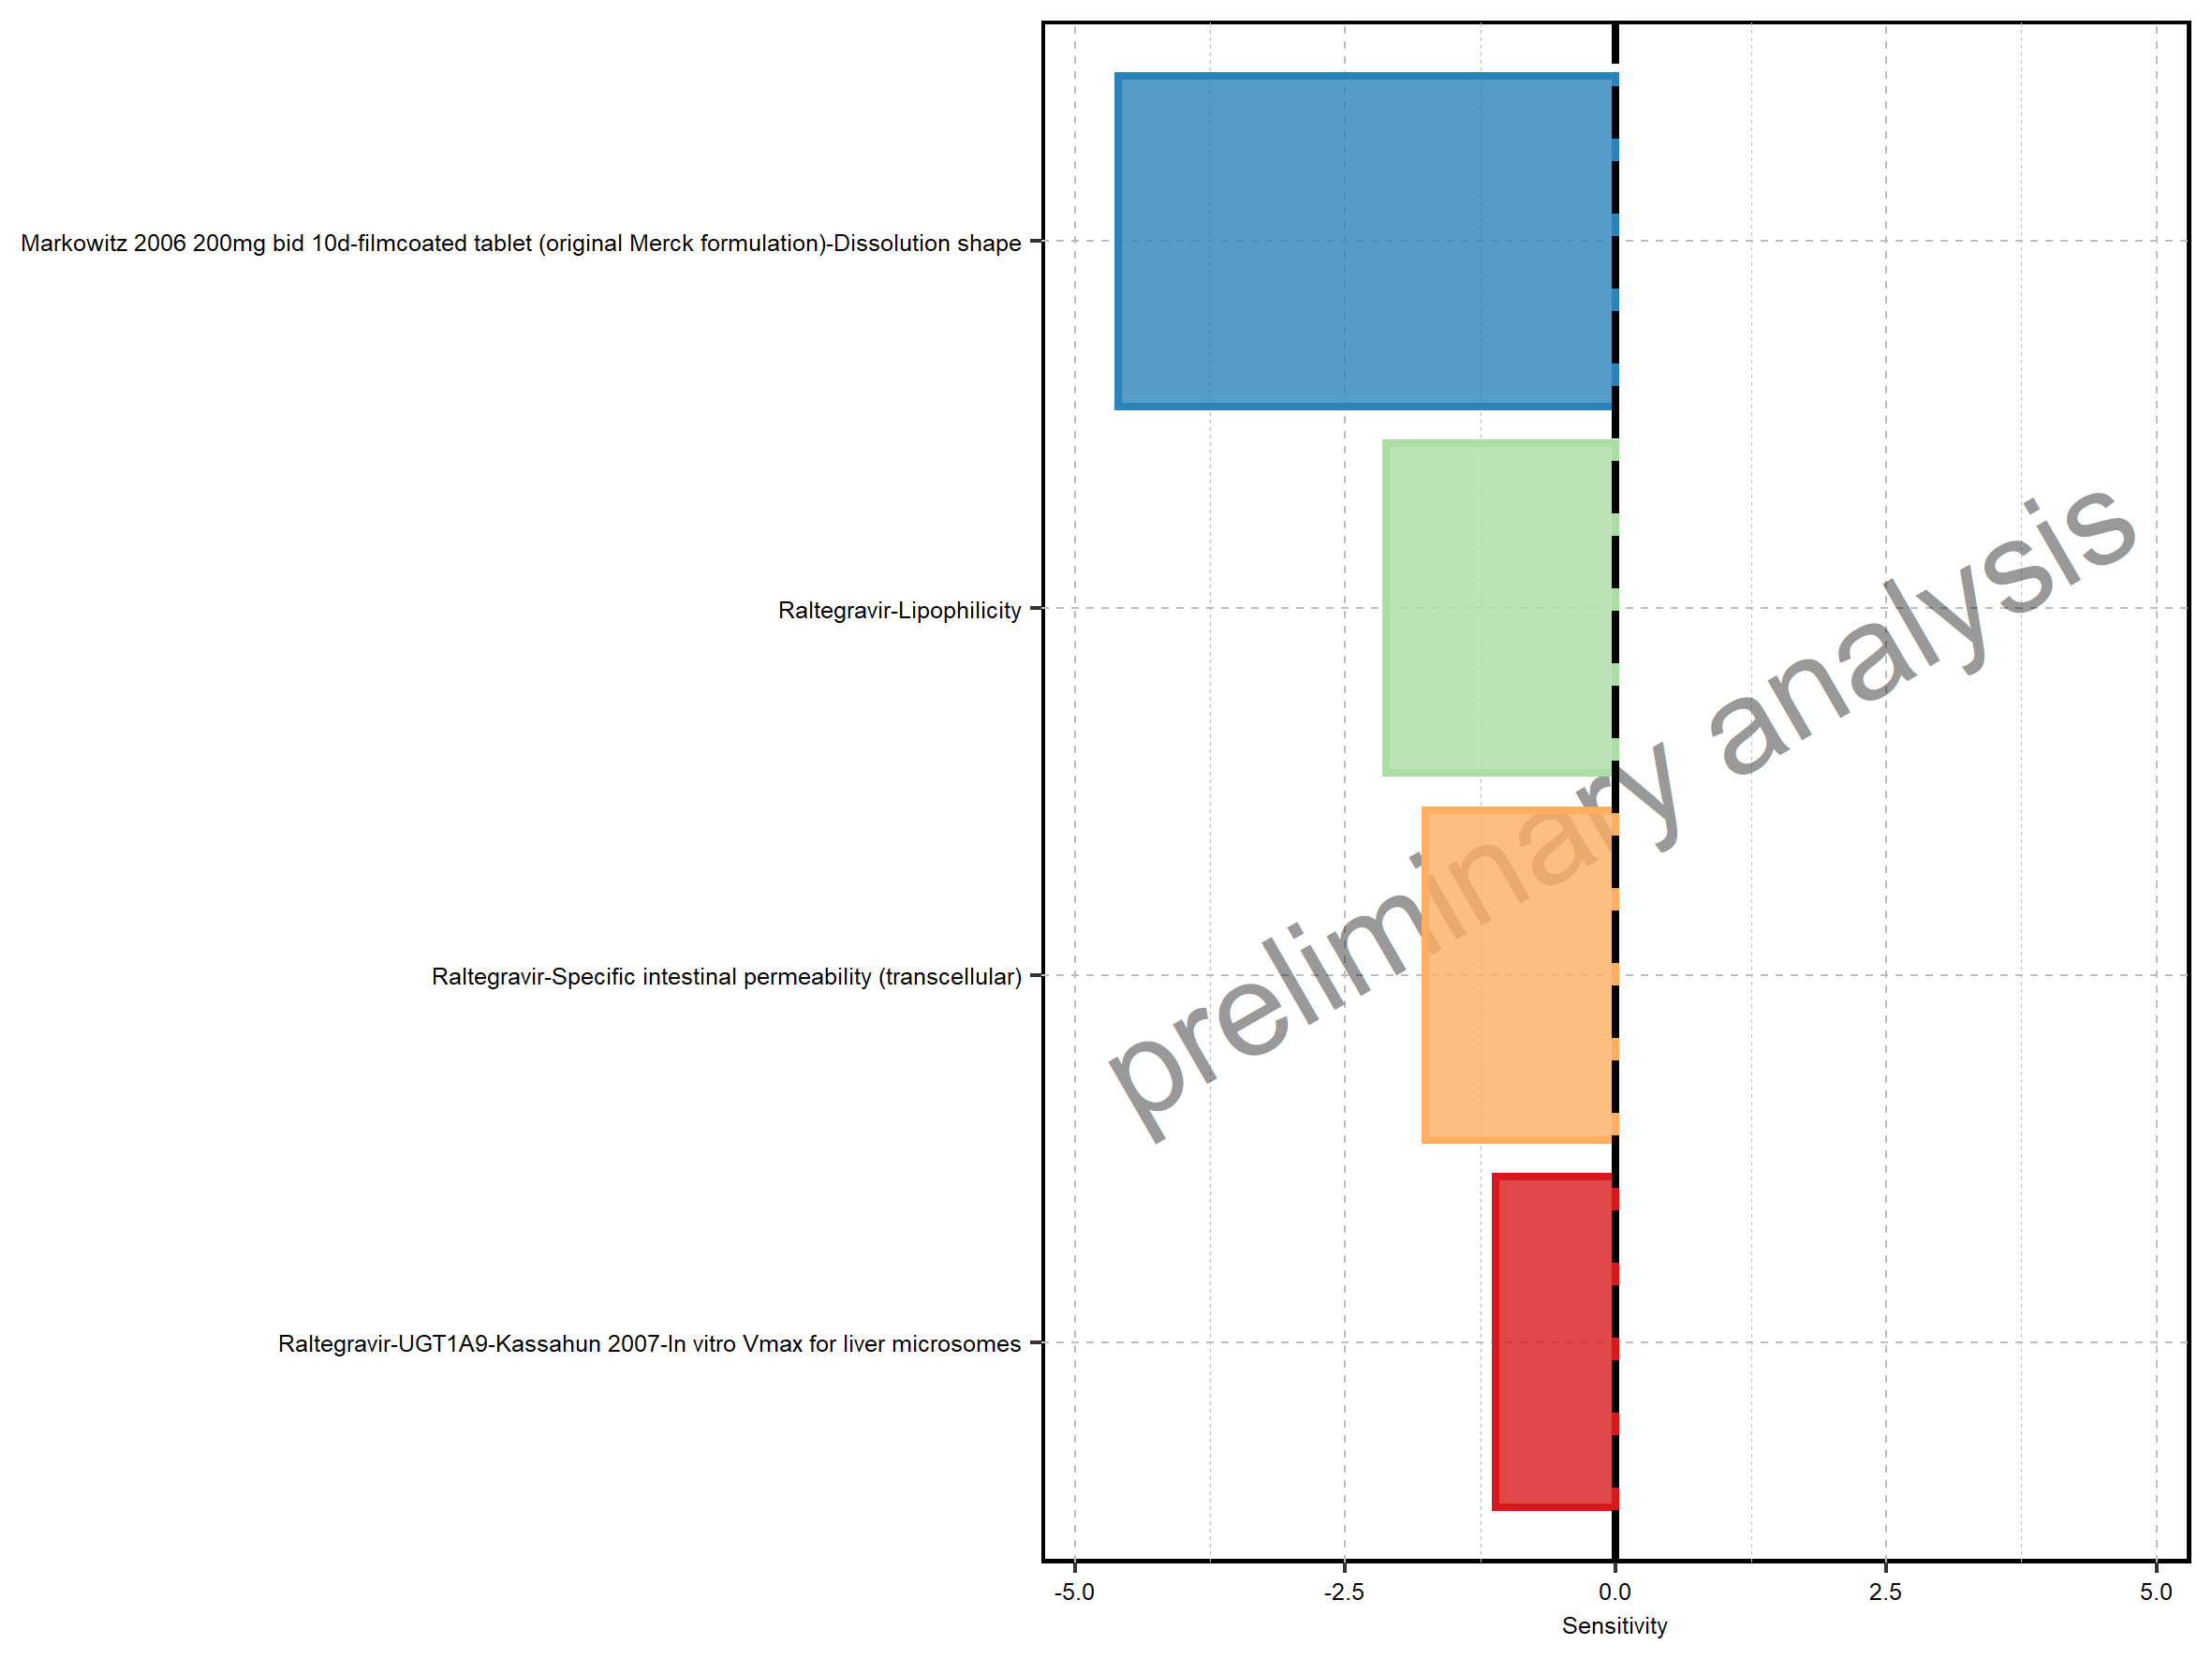 Markowitz 2006 200mg bid 10d-filmcoated tablet (original Merck formulation)-Dissolution shape
Raltegravir-Lipophilicity
Raltegravir-Specific intestinal permeability (transcellular)
Raltegravir-UGT1A9-Kassahun 2007-In vitro Vmax for liver microsomes
preliminary analysis
-5.0 -2.5 0.0 2.5 5.0
Sensitivity